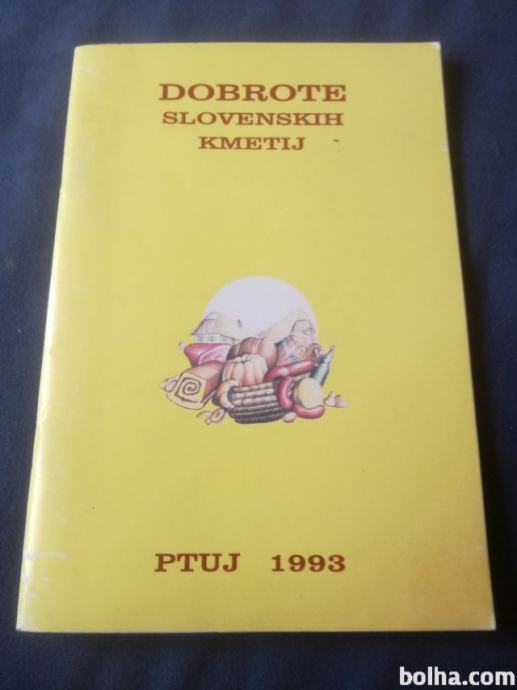 DOBROTE
SLOVENSKIH
KMETIJ
PTUJ 1993
bolha.com